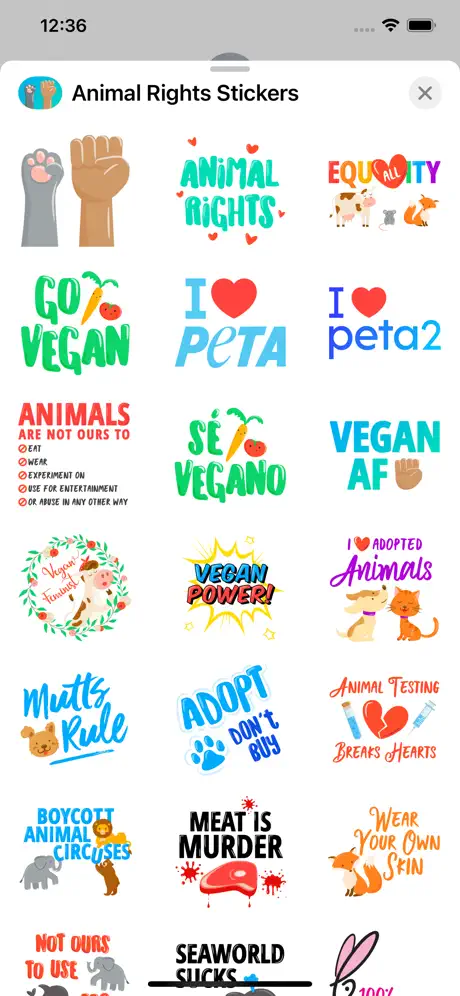 12:36
Animal Rights Stickers
ANIMAL
RIGHTS
EQU ALL ITY
GO
VEGAN
I
PETA
I
peta2
ANIMALS
ARE NOT OURS TO
EAT
WEAR
EXPERIMENT ON
USE FOR ENTERTAINMENT
OR ABUSE IN ANY OTHER WAY
SÉ
VEGANO
VEGAN
AF
Vegan
Feminist
VEGAN
POWER!
I ADOPTED
Animals
Mutts
Rule
ADOPT
DON'T
BUY
ANIMAL TESTING
BREAKS HEARTS
BOYCOTT
ANIMAL
CIRCUSES
MEAT IS
MURDER
WEAR
YOUR OWN
SKIN
NOT OURS
TO USE
SEAWORLD
SUCKS
100%